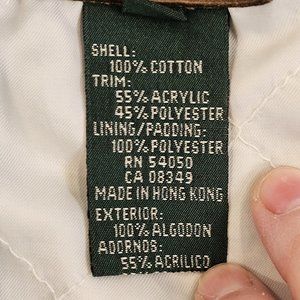 SHELL:
100% COTTON
TRIM:
55% ACRYLIC
45% POLYESTER
LINING/PADDING:
100% POLYESTER
RN 54050
CA 08349
MADE IN HONG KONG
EXTERIOR:
100% ALGODON
ADORNOS:
55% ACRILICO